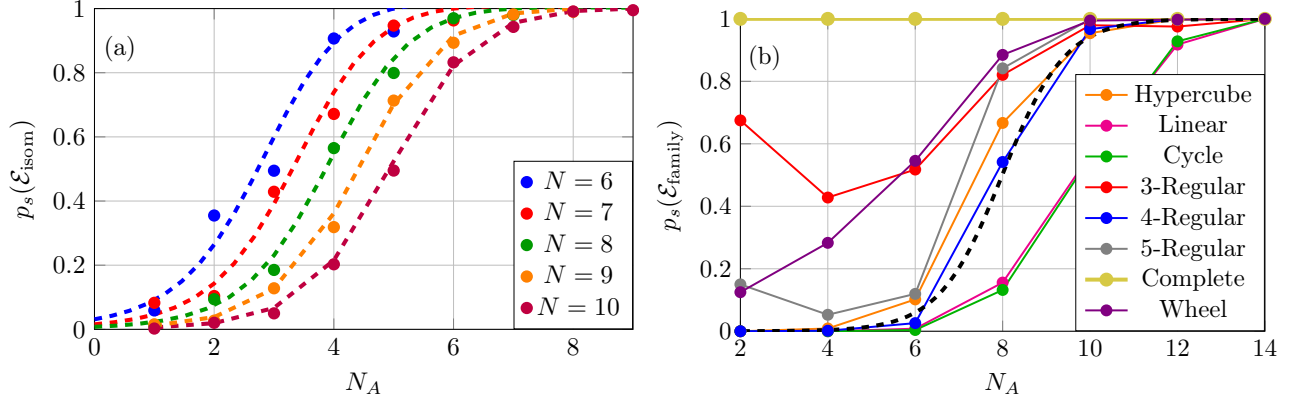 (a)
1
0.8
0.6
0.4
0.2
0
0 2 4 6 8
p_s(ℰ_isom)
N_A
N = 6
N = 7
N = 8
N = 9
N = 10
(b)
1
0.8
0.6
0.4
0.2
0
2 4 6 8 10 12 14
p_s(ℰ_family)
N_A
Hypercube
Linear
Cycle
3-Regular
4-Regular
5-Regular
Complete
Wheel